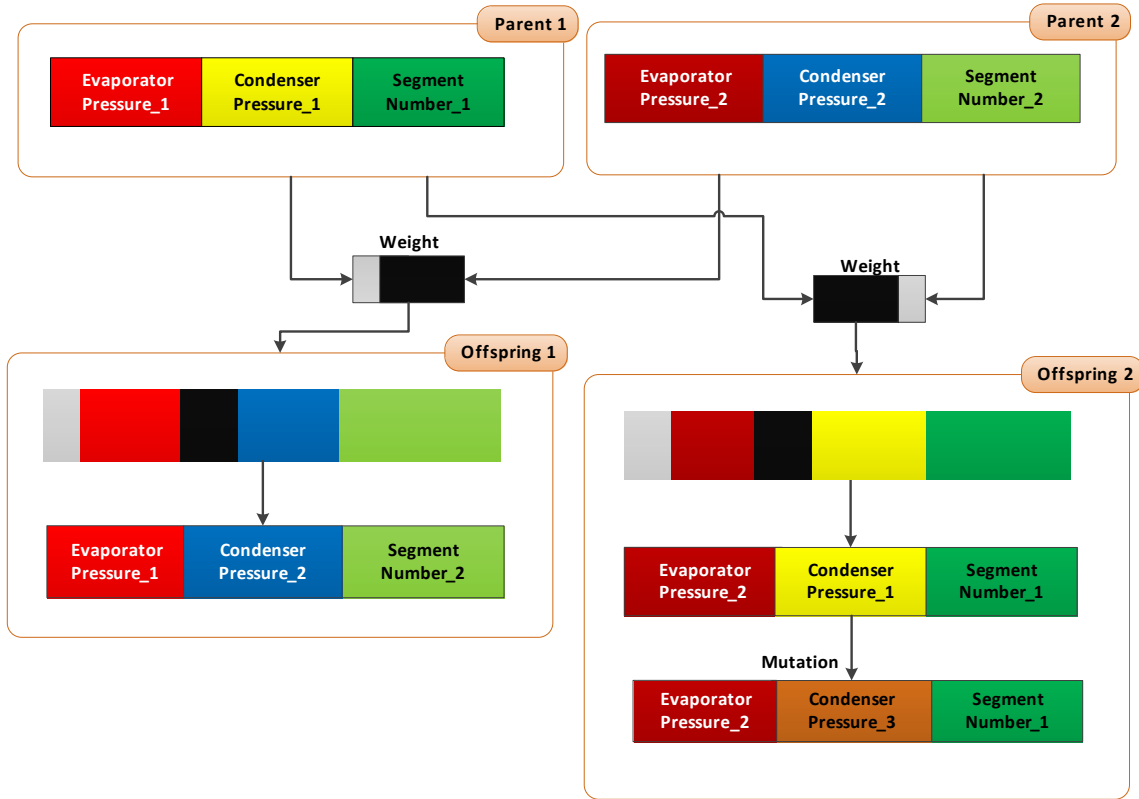 Parent 1
Parent 2
Evaporator
Pressure_1
Condenser
Pressure_1
Segment
Number_1
Evaporator
Pressure_2
Condenser
Pressure_2
Segment
Number_2
Weight
Weight
Offspring 1
Offspring 2
Evaporator
Pressure_1
Condenser
Pressure_2
Segment
Number_2
Evaporator
Pressure_2
Condenser
Pressure_1
Segment
Number_1
Mutation
Evaporator
Pressure_2
Condenser
Pressure_3
Segment
Number_1